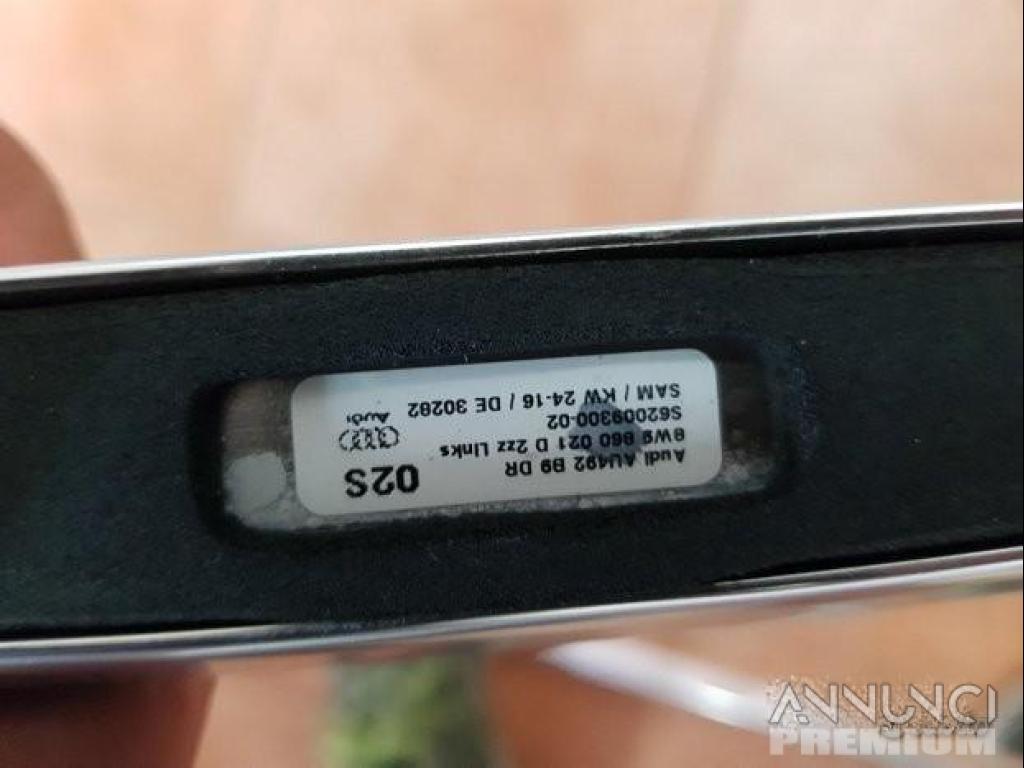 Audi AU492 B9 DR
8W9 860 021 D 2zz Links
S62009300-02
SAM / KW 24-16 / DE 30282
02S
Audi
ANNUNCI
PREMIUM